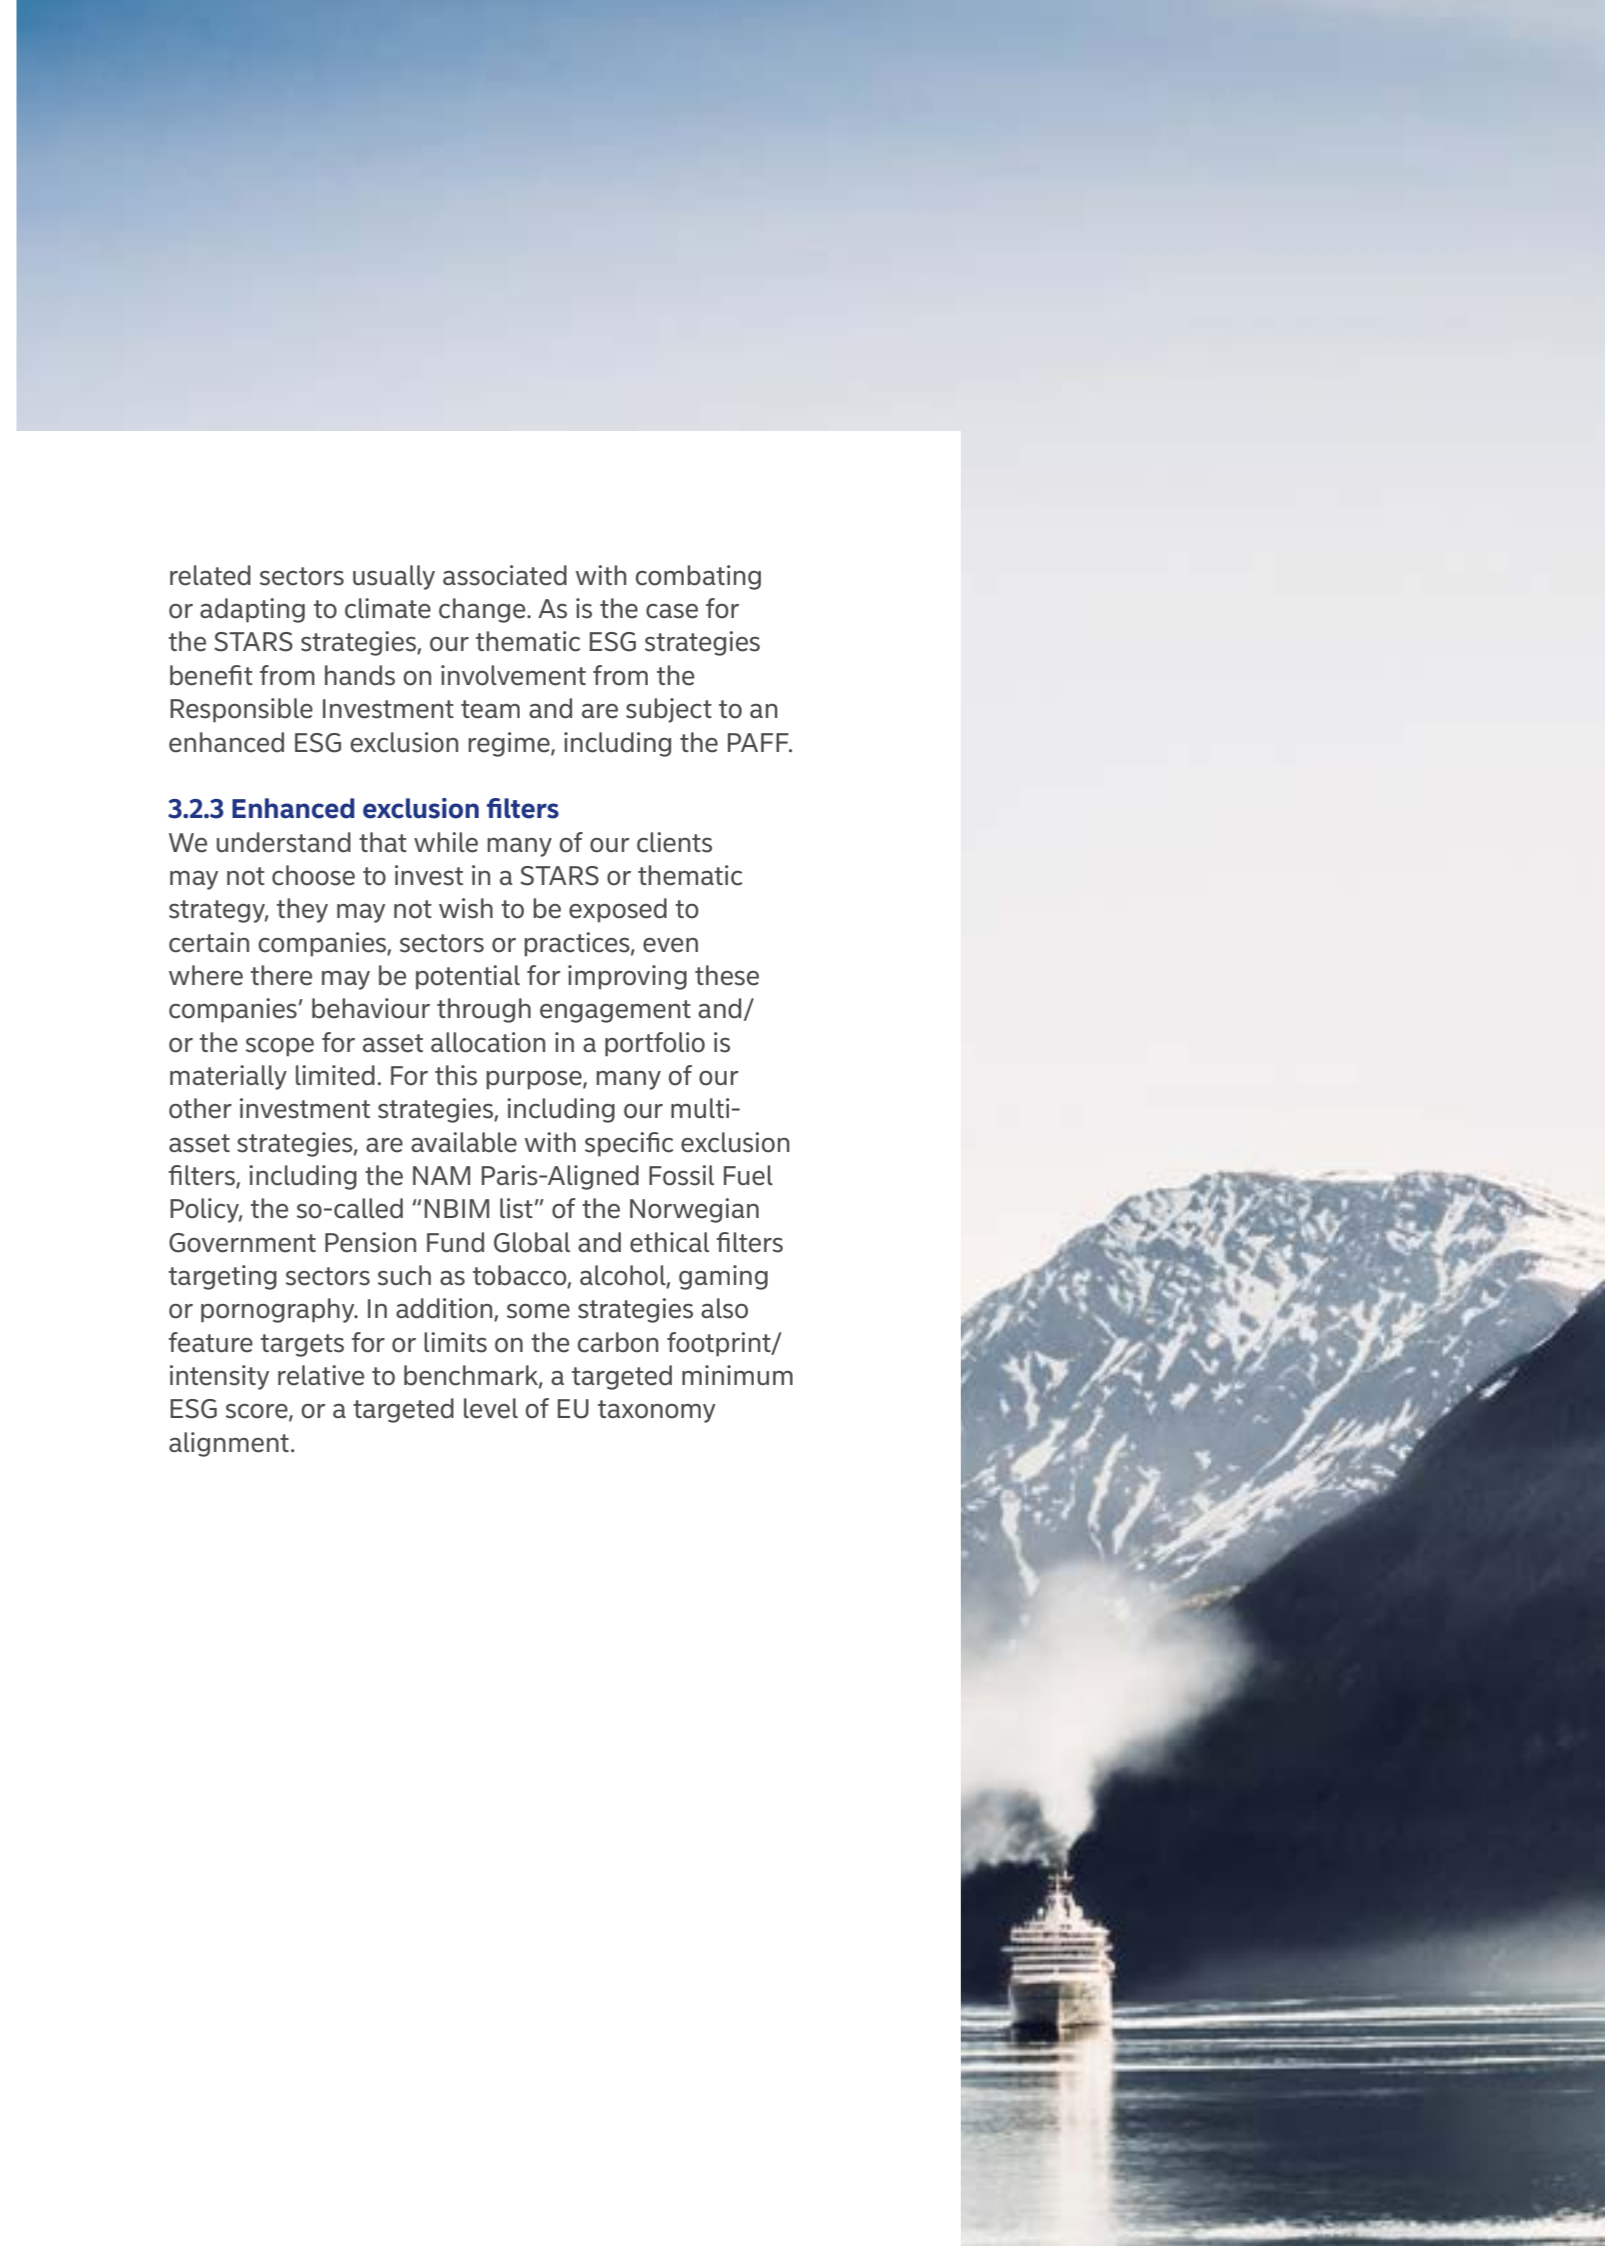 related sectors usually associated with combating
or adapting to climate change. As is the case for
the STARS strategies, our thematic ESG strategies
benefit from hands on involvement from the
Responsible Investment team and are subject to an
enhanced ESG exclusion regime, including the PAFF.
3.2.3 Enhanced exclusion filters
We understand that while many of our clients
may not choose to invest in a STARS or thematic
strategy, they may not wish to be exposed to
certain companies, sectors or practices, even
where there may be potential for improving these
companies’ behaviour through engagement and/
or the scope for asset allocation in a portfolio is
materially limited. For this purpose, many of our
other investment strategies, including our multi-
asset strategies, are available with specific exclusion
filters, including the NAM Paris-Aligned Fossil Fuel
Policy, the so-called “NBIM list” of the Norwegian
Government Pension Fund Global and ethical filters
targeting sectors such as tobacco, alcohol, gaming
or pornography. In addition, some strategies also
feature targets for or limits on the carbon footprint/
intensity relative to benchmark, a targeted minimum
ESG score, or a targeted level of EU taxonomy
alignment.